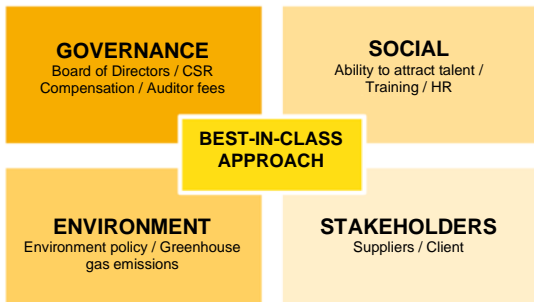 GOVERNANCE
Board of Directors / CSR
Compensation / Auditor fees
SOCIAL
Ability to attract talent /
Training / HR
BEST-IN-CLASS
APPROACH
ENVIRONMENT
Environment policy / Greenhouse
gas emissions
STAKEHOLDERS
Suppliers / Client